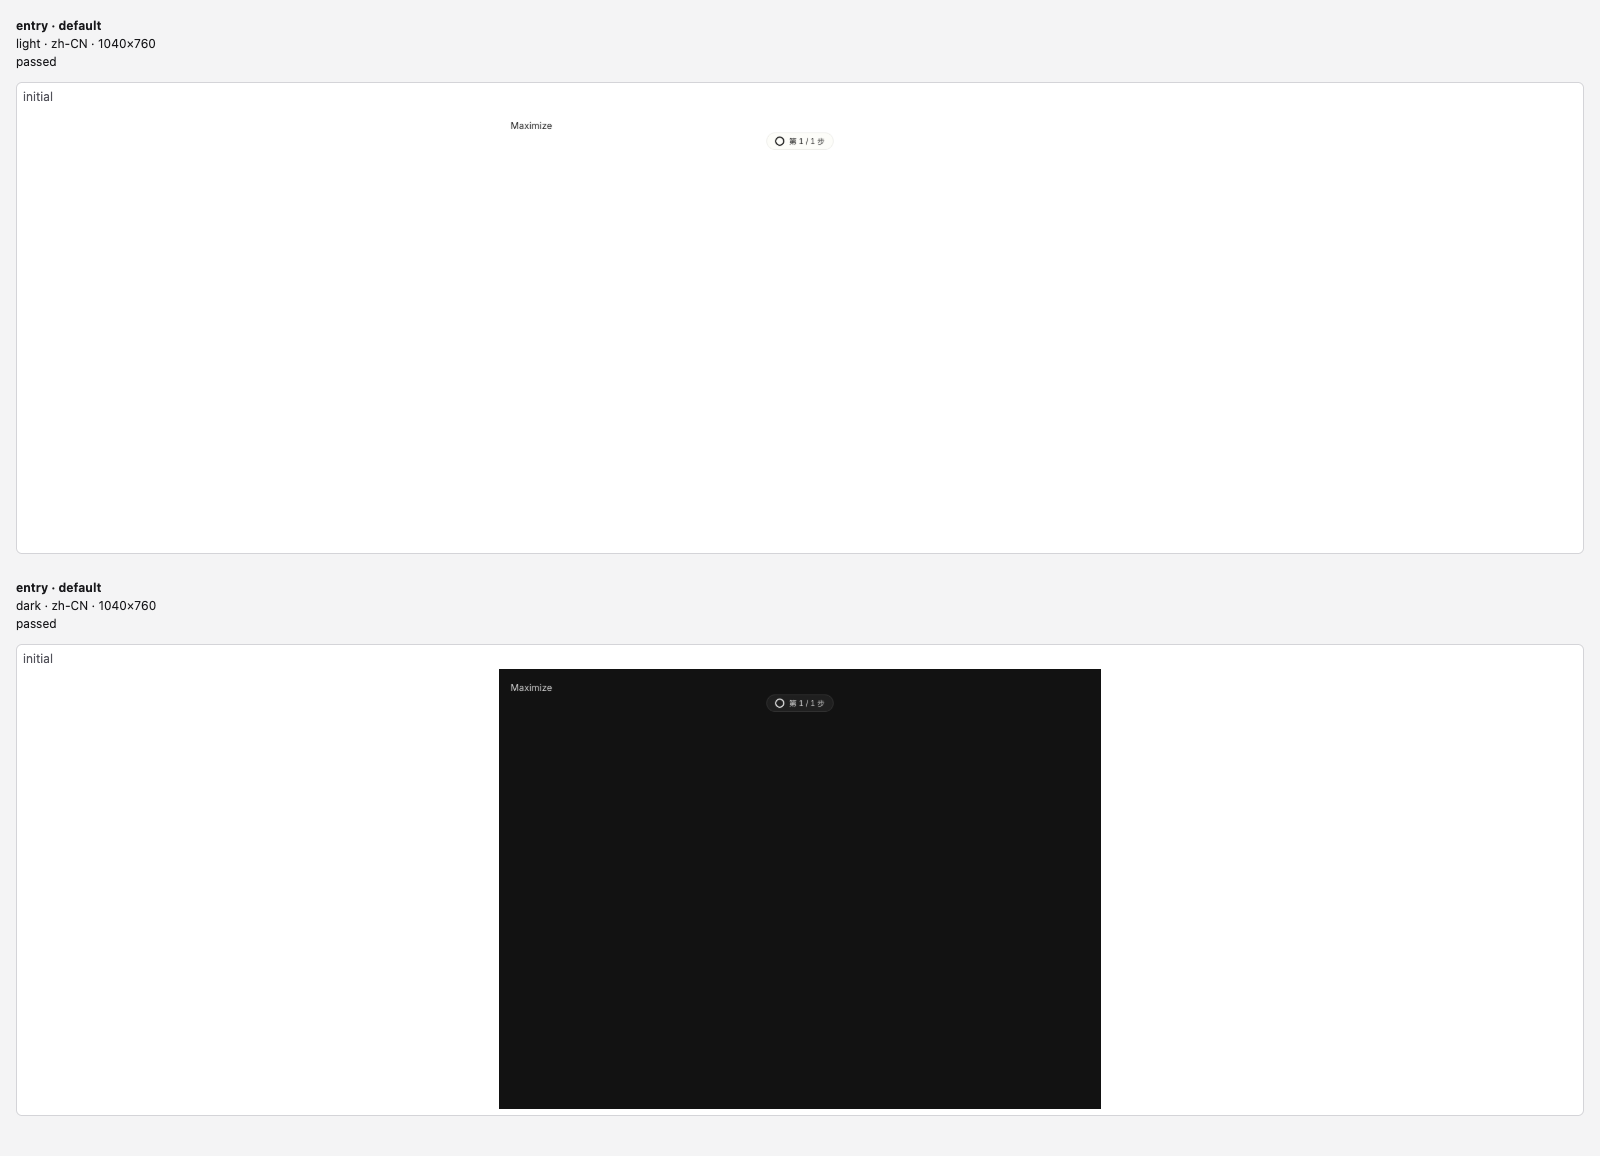 entry · default
light · zh-CN · 1040×760
passed
initial
Maximize
第 1 / 1 步
entry · default
dark · zh-CN · 1040×760
passed
initial
Maximize
第 1 / 1 步